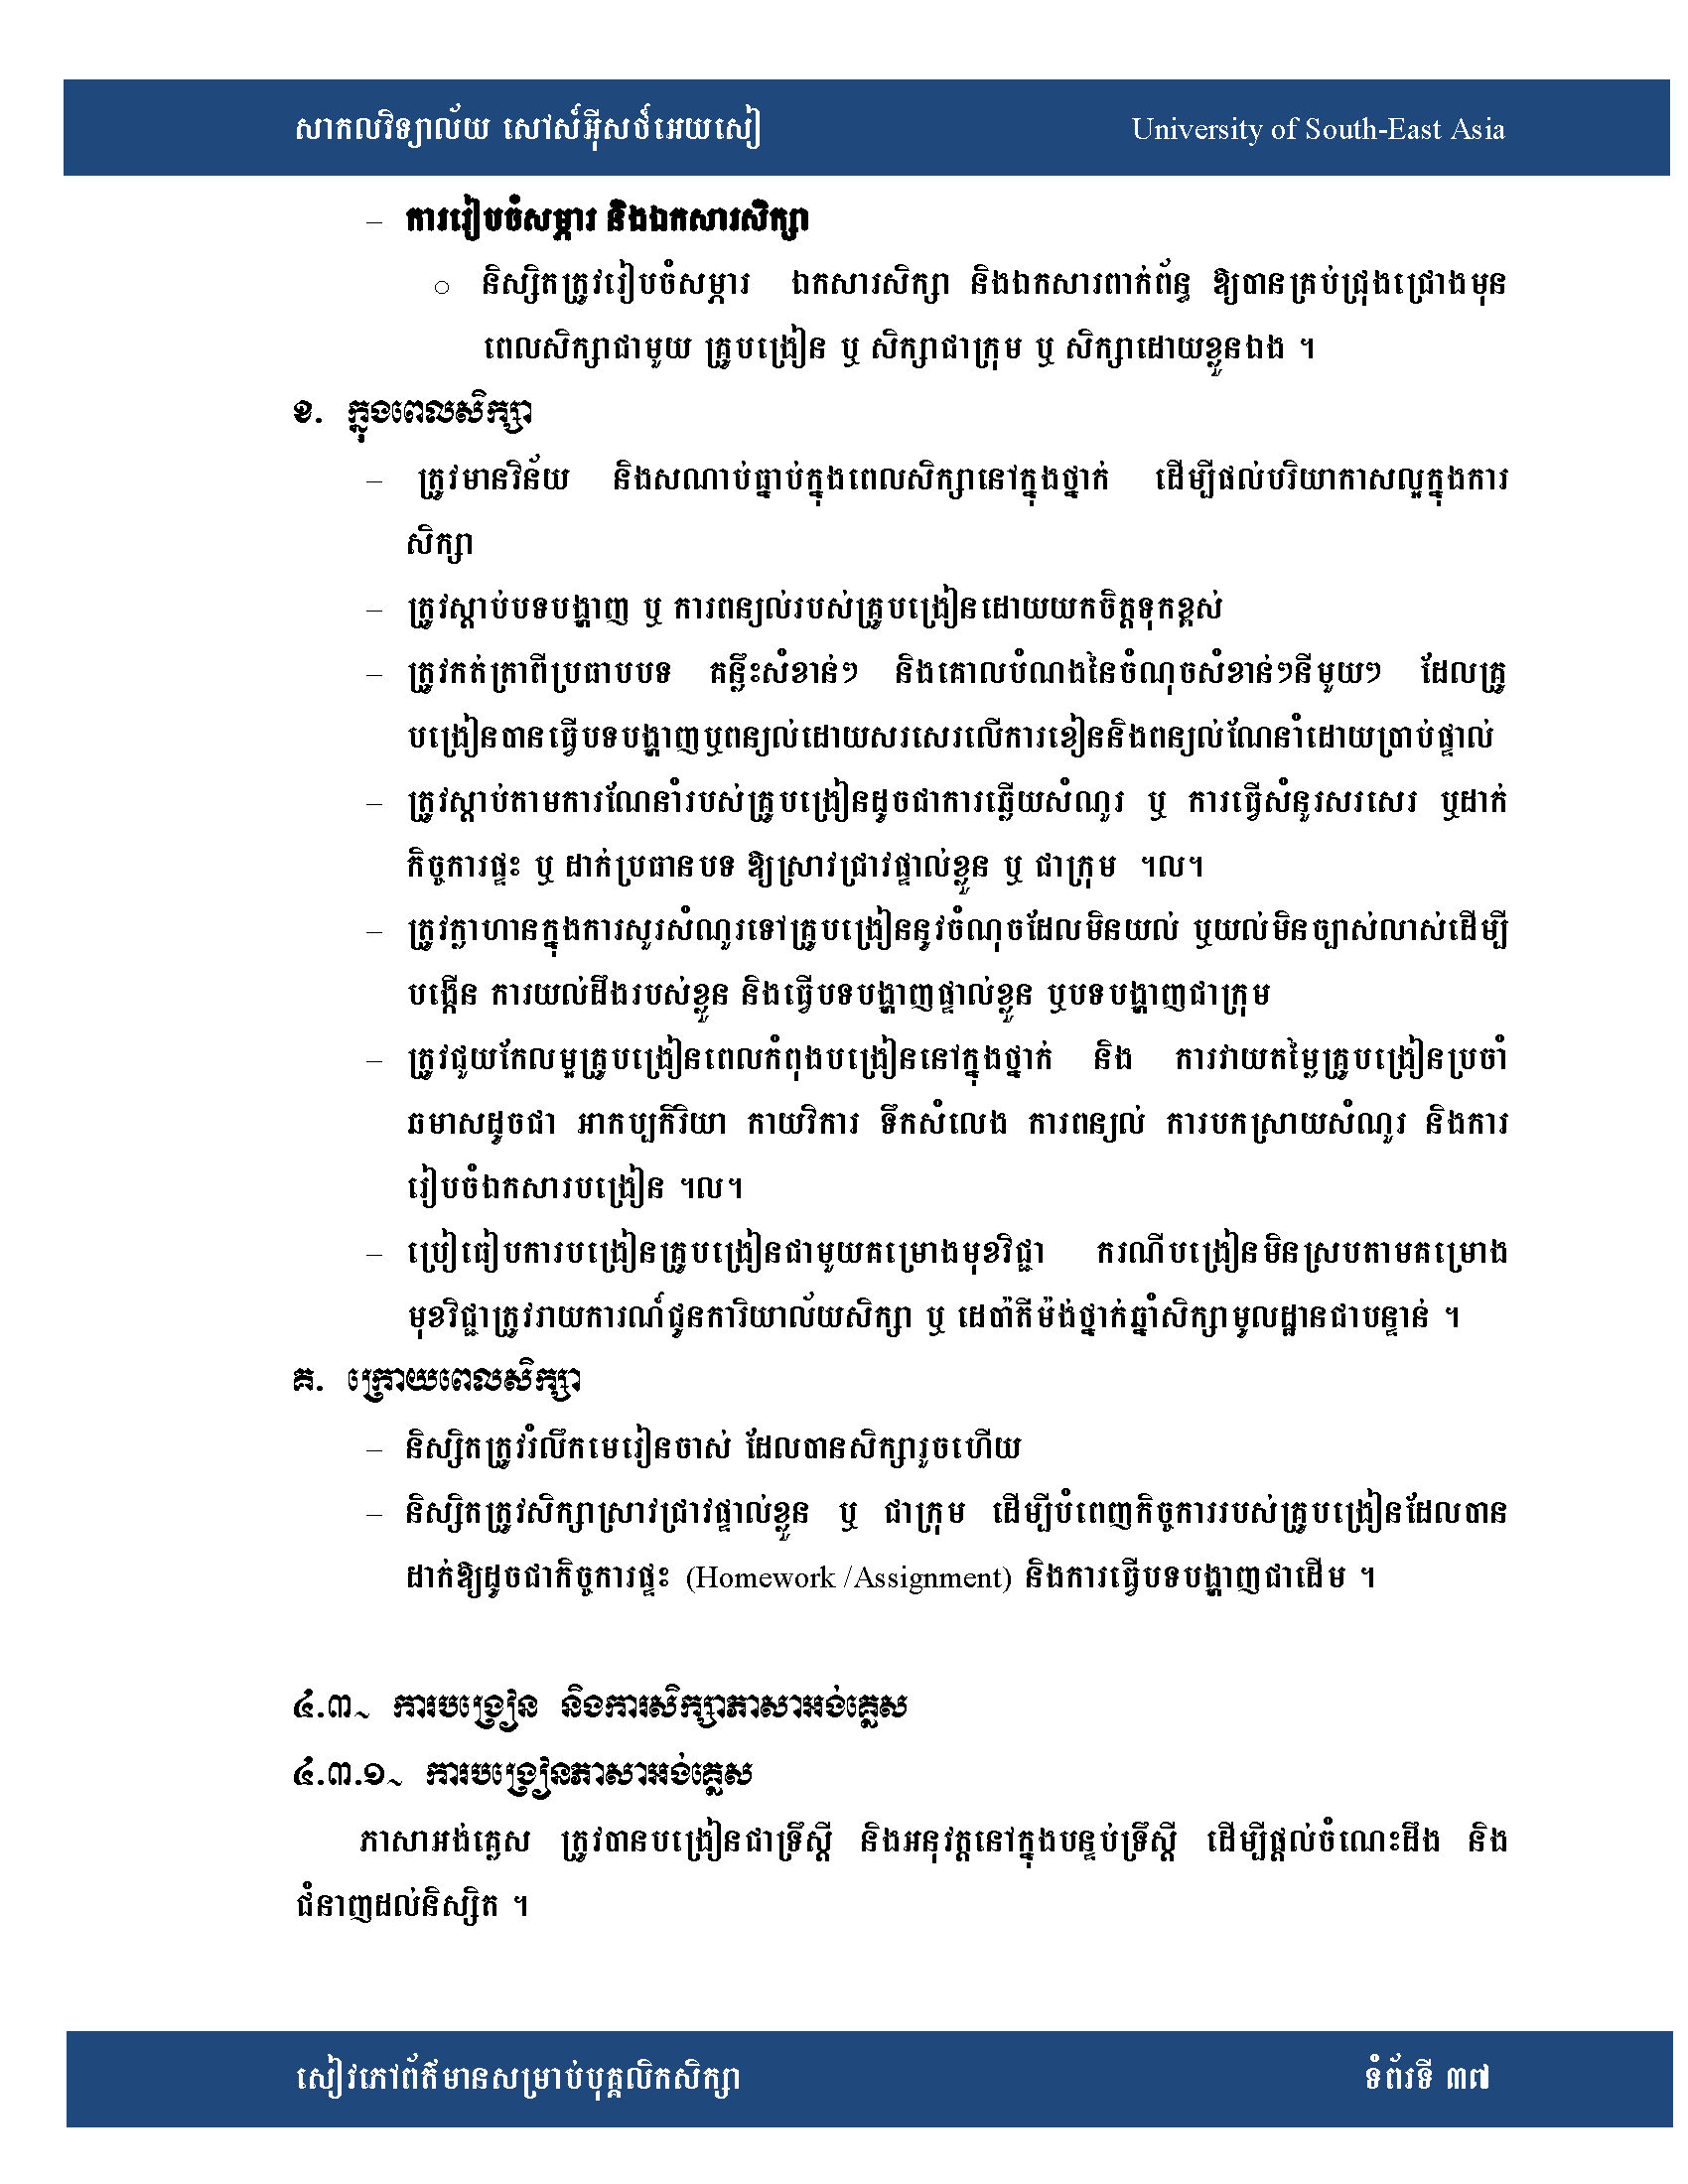 សាកលវិទ្យាល័យ សៅស៍អ៊ីសថ៍អេយសៀ University of South-East Asia
– ការរៀបចំសម្ភារ និងឯកសារសិក្សា
○ និស្សិតត្រូវរៀបចំសម្ភារ ឯកសារសិក្សា និងឯកសារពាក់ព័ន្ធ ឱ្យបានគ្រប់ជ្រុងជ្រោងមុន
ពេលសិក្សាជាមួយ គ្រូបង្រៀន ឬ សិក្សាជាក្រុម ឬ សិក្សាដោយខ្លួនឯង ។
ខ. ក្នុងពេលសិក្សា
– ត្រូវមានវិន័យ និងសណាប់ធ្នាប់ក្នុងពេលសិក្សានៅក្នុងថ្នាក់ ដើម្បីផល់បរិយាកាសល្អក្នុងការ
សិក្សា
– ត្រូវស្តាប់បទបង្ហាញ ឬ ការពន្យល់របស់គ្រូបង្រៀនដោយយកចិត្តទុកខ្ពស់
– ត្រូវកត់ត្រាពីប្រធាបបទ គន្លឹះសំខាន់ៗ និងគោលបំណងនៃចំណុចសំខាន់ៗនីមួយៗ ដែលគ្រូ
បង្រៀនបានធ្វើបទបង្ហាញឬពន្យល់ដោយសរសេរលើការខៀននិងពន្យល់ណែនាំដោយប្រាប់ផ្ទាល់
– ត្រូវស្តាប់តាមការណែនាំរបស់គ្រូបង្រៀនដូចជាការឆ្លើយសំណួរ ឬ ការធ្វើសំនួរសរសេរ ឬដាក់
កិច្ចការផ្ទះ ឬ ដាក់ប្រធានបទ ឱ្យស្រាវជ្រាវផ្ទាល់ខ្លួន ឬ ជាក្រុម ។ល។
– ត្រូវក្លាហានក្នុងការសួរសំណួរទៅគ្រូបង្រៀននូវចំណុចដែលមិនយល់ ឬយល់មិនច្បាស់លាស់ដើម្បី
បង្កើន ការយល់ដឹងរបស់ខ្លួន និងធ្វើបទបង្ហាញផ្ទាល់ខ្លួន ឬបទបង្ហាញជាក្រុម
– ត្រូវជួយកែលម្អគ្រូបង្រៀនពេលកំពុងបង្រៀននៅក្នុងថ្នាក់ និង ការវាយតម្លៃគ្រូបង្រៀនប្រចាំ
ឆមាសដូចជា អាកប្បកិរិយា កាយវិការ ទឹកសំលេង ការពន្យល់ ការបកស្រាយសំណួរ និងការ
រៀបចំឯកសារបង្រៀន ។ល។
– ប្រៀធៀបការបង្រៀនគ្រូបង្រៀនជាមួយគម្រោងមុខវិជ្ជា ករណីបង្រៀនមិនស្របតាមគម្រោង
មុខវិជ្ជាត្រូវរាយការណ៍ជូនការិយាល័យសិក្សា ឬ ដេប៉ាតឺម៉ង់ថ្នាក់ឆ្នាំសិក្សាមូលដ្ឋានជាបន្ទាន់ ។
គ. ក្រោយពេលសិក្សា
– និស្សិតត្រូវរំលឹកមេរៀនចាស់ ដែលបានសិក្សារួចហើយ
– និស្សិតត្រូវសិក្សាស្រាវជ្រាវផ្ទាល់ខ្លួន ឬ ជាក្រុម ដើម្បីបំពេញកិច្ចការរបស់គ្រូបង្រៀនដែលបាន
ដាក់ឱ្យដូចជាកិច្ចការផ្ទះ (Homework /Assignment) និងការធ្វើបទបង្ហាញជាដើម ។
៤.៣~ ការបង្រៀន និងការសិក្សាភាសាអង់គ្លេស
៤.៣.១~ ការបង្រៀនភាសាអង់គ្លេស
ភាសាអង់គ្លេស ត្រូវបានបង្រៀនជាទ្រឹស្តី និងអនុវត្តនៅក្នុងបន្ទប់ទ្រឹស្តី ដើម្បីផ្តល់ចំណេះដឹង និង
ជំនាញដល់និស្សិត ។
សៀវភៅព័ត៌មានសម្រាប់បុគ្គលិកសិក្សា ទំព័រទី ៣៧